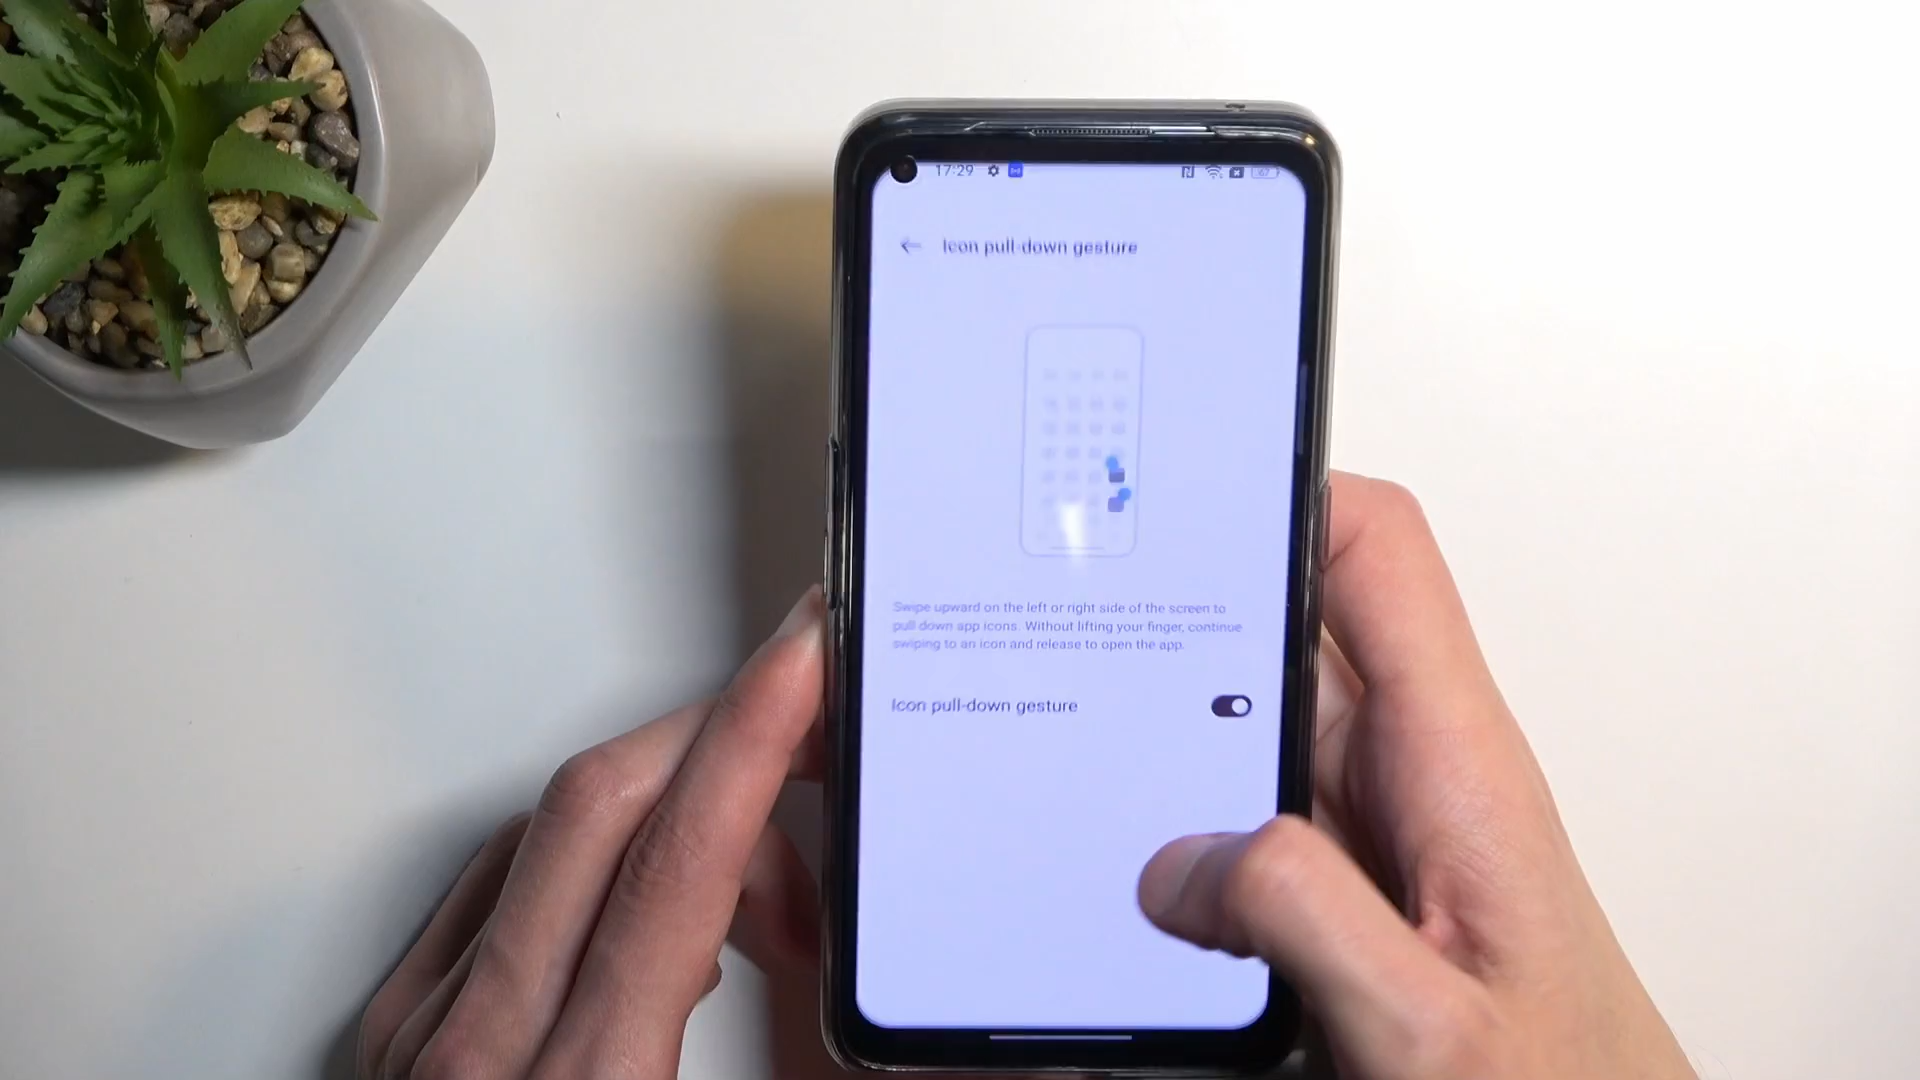 17:29
67
Icon pull-down gesture
Swipe upward on the left or right side of the screen to
pull down app icons. Without lifting your finger, continue
swiping to an icon and release to open the app.
Icon pull-down gesture